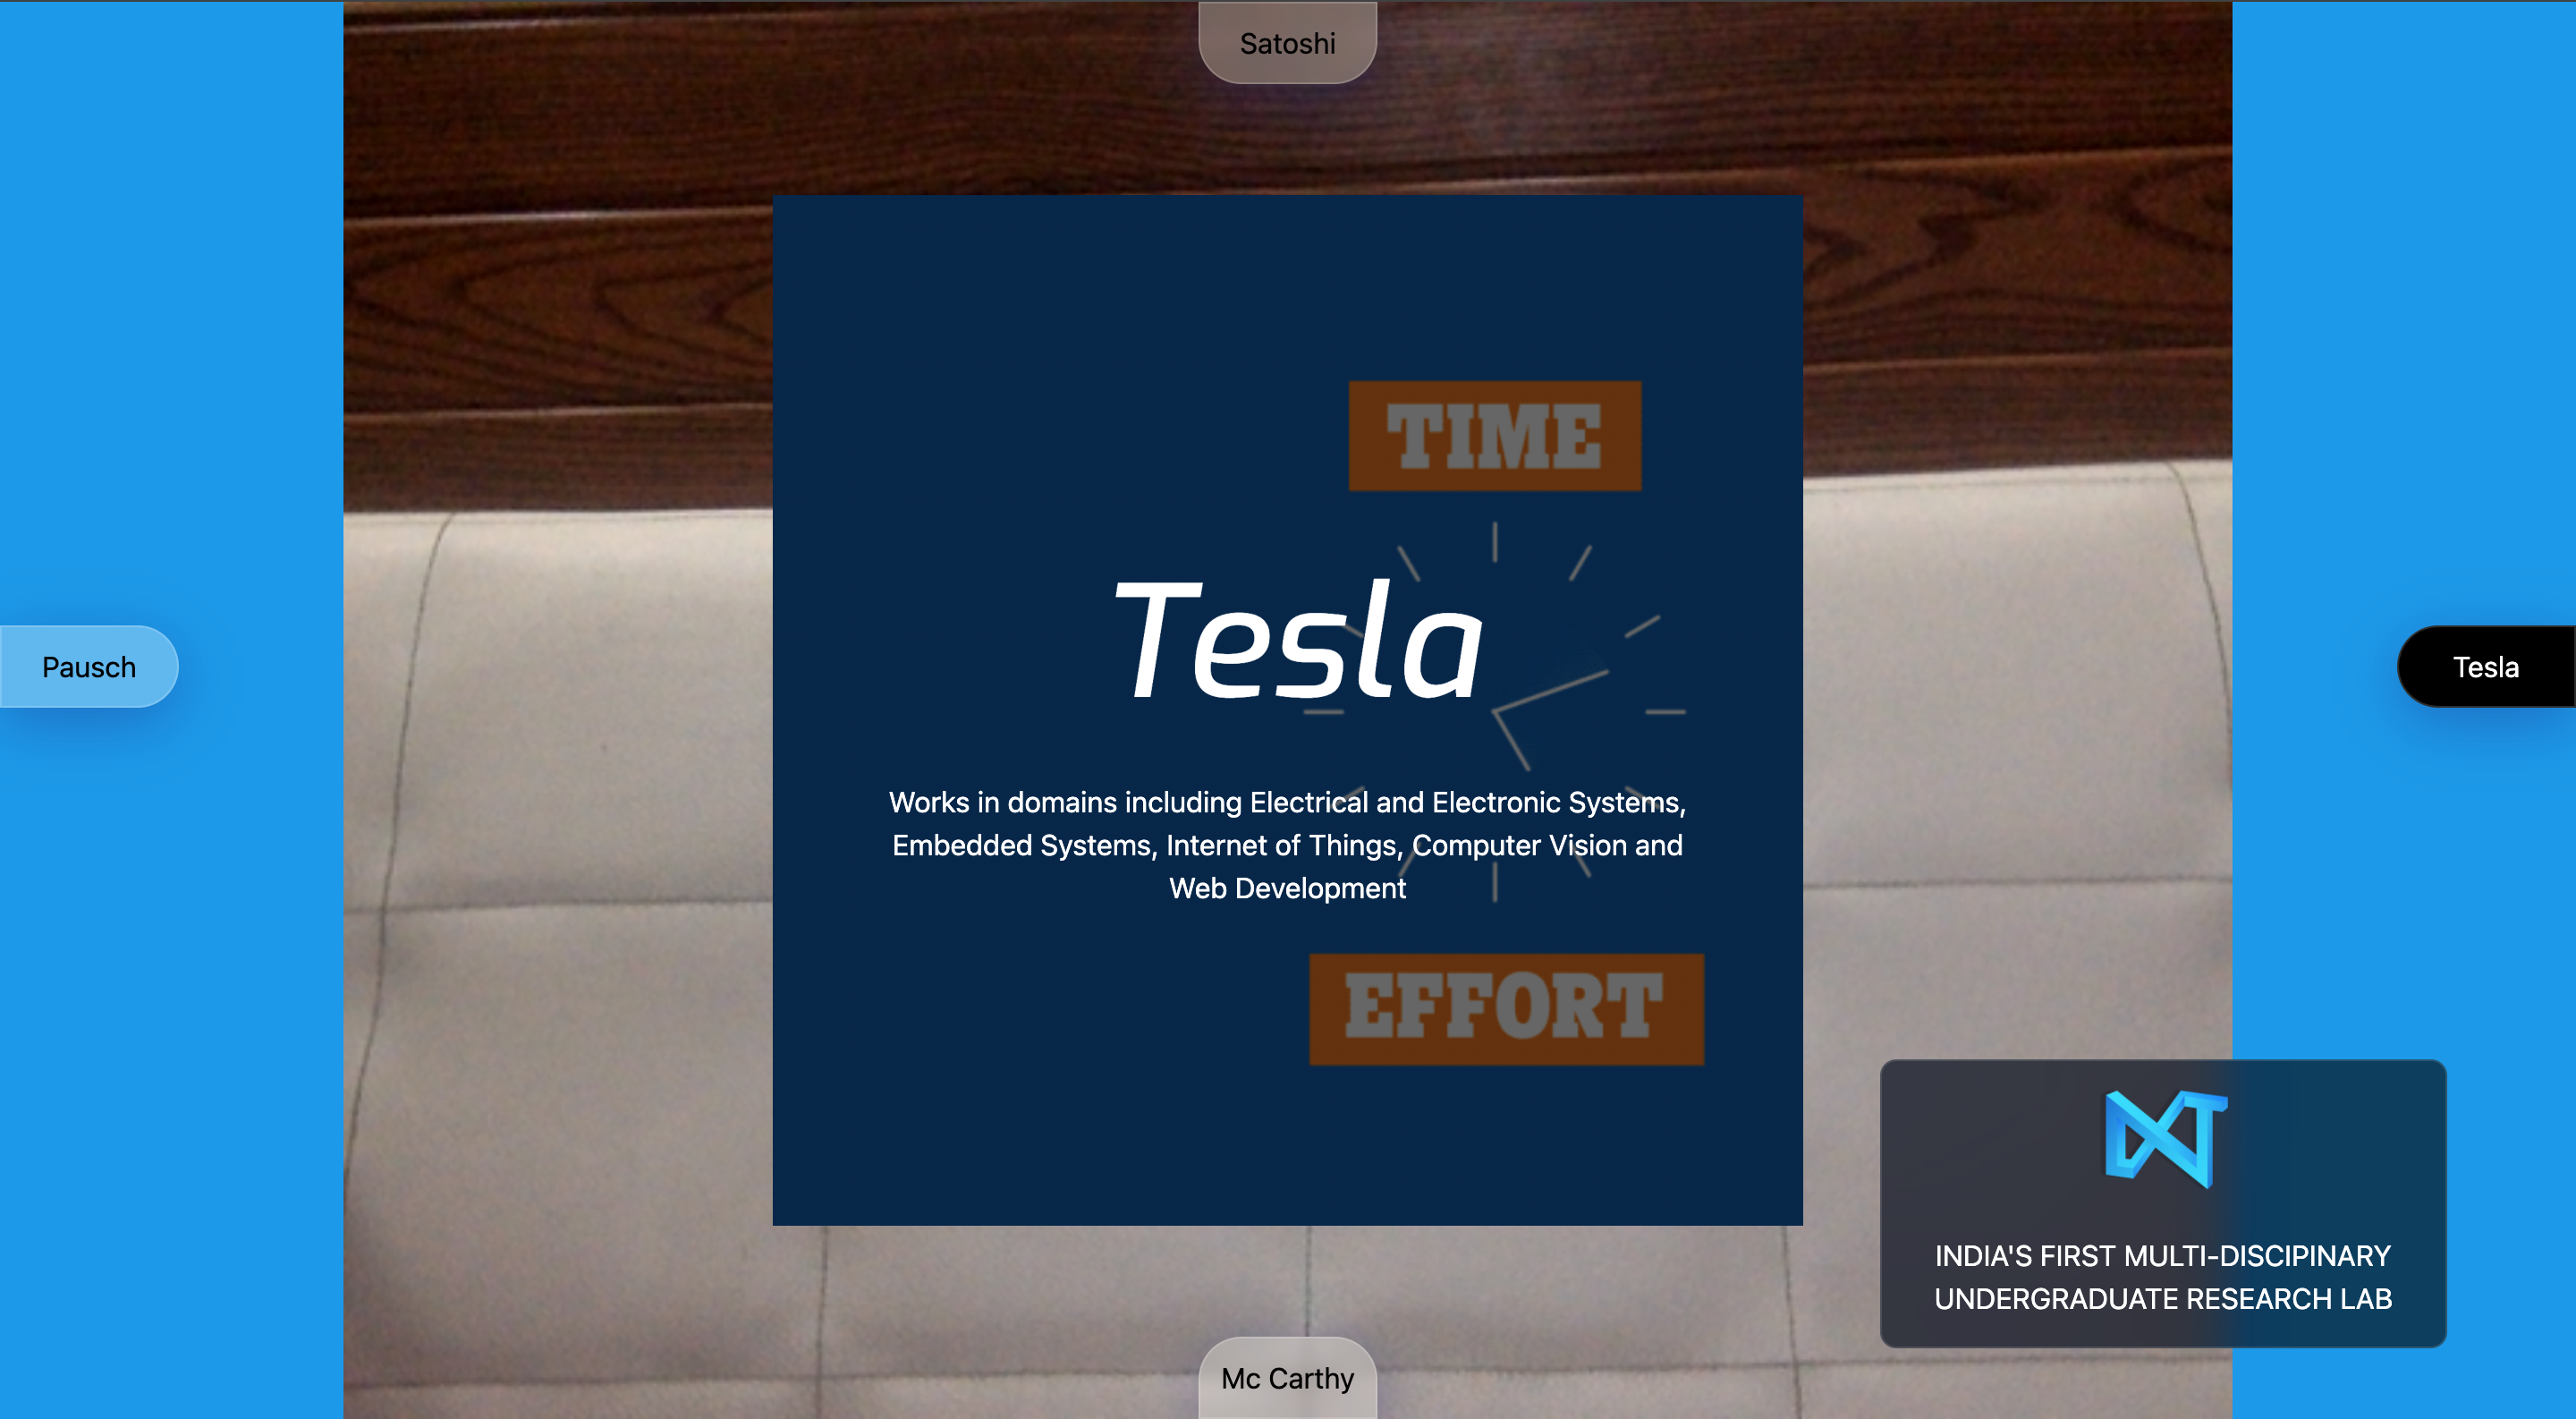 Satoshi
TIME
Tesla
Pausch
Tesla
Works in domains including Electrical and Electronic Systems,
Embedded Systems, Internet of Things, Computer Vision and
Web Development
EFFORT
INDIA'S FIRST MULTI-DISCIPINARY
UNDERGRADUATE RESEARCH LAB
Mc Carthy